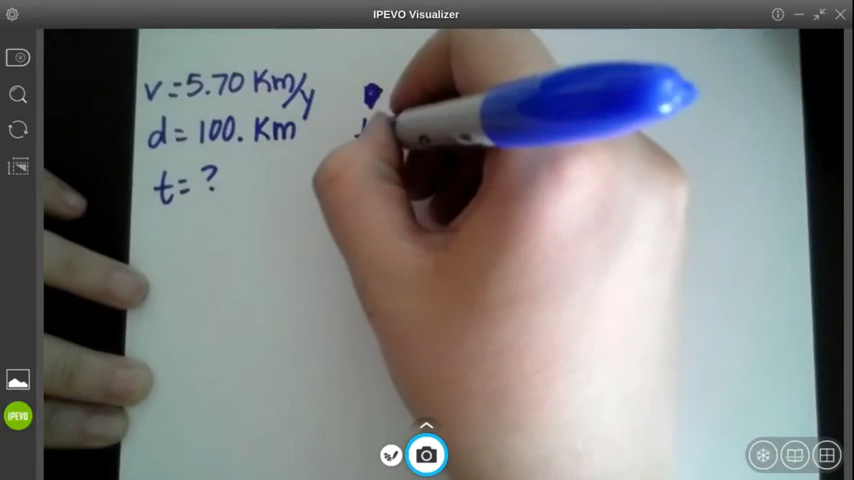 IPEVO Visualizer
v = 5.70 Km/y
d = 100. Km
t = ?
IPEVO